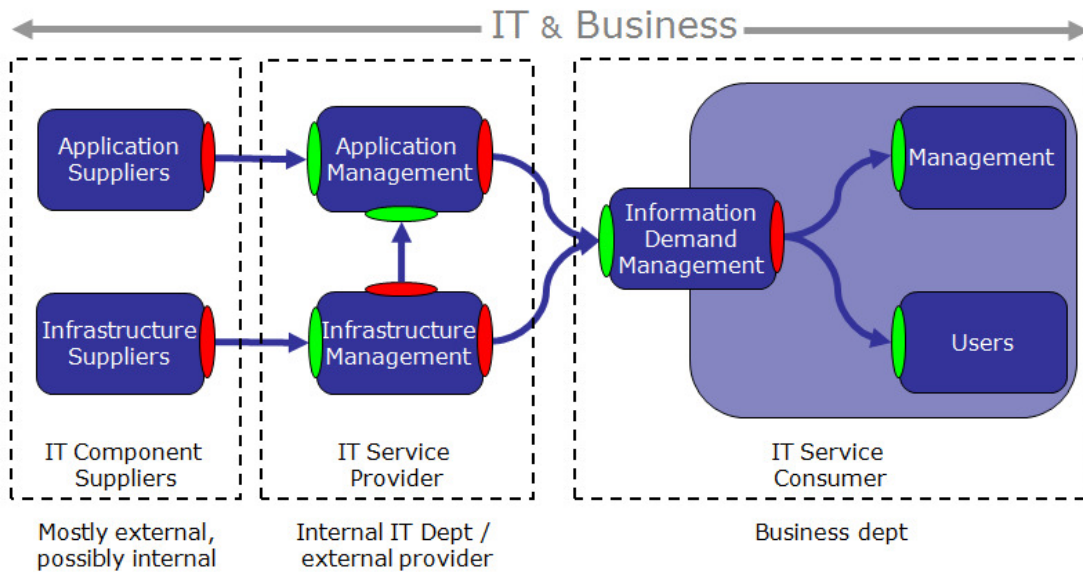 IT & Business
Application
Suppliers
Application
Management
Management
Information
Demand
Management
Infrastructure
Suppliers
Infrastructure
Management
Users
IT Component
Suppliers
IT Service
Provider
IT Service
Consumer
Mostly external,
possibly internal
Internal IT Dept /
external provider
Business dept